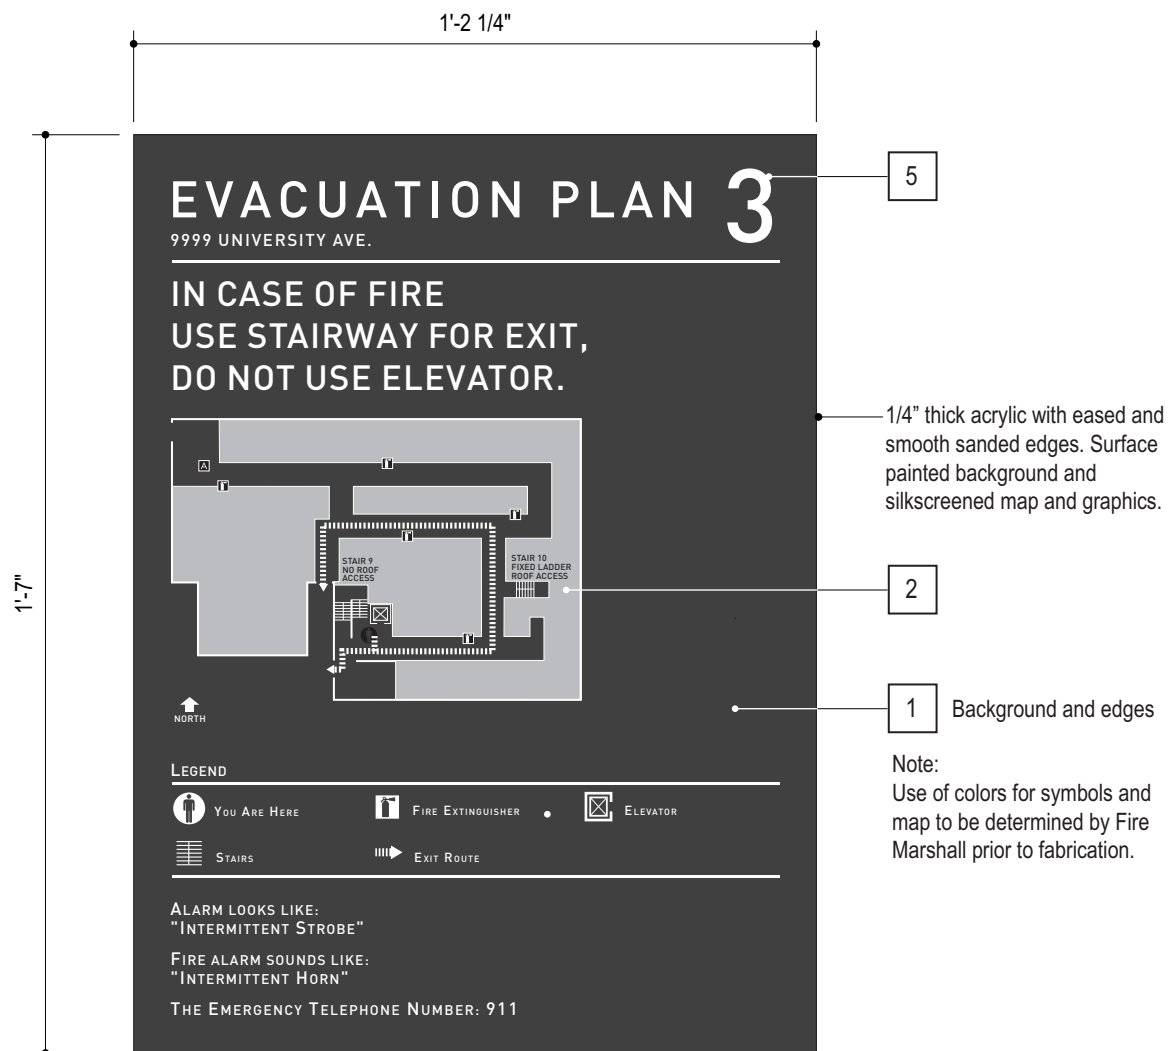 1'-2 1/4"
1'-7"
EVACUATION PLAN 3
9999 UNIVERSITY AVE.
IN CASE OF FIRE
USE STAIRWAY FOR EXIT,
DO NOT USE ELEVATOR.
A
STAIR 9
NO ROOF
ACCESS
STAIR 10
FIXED LADDER
ROOF ACCESS
NORTH
LEGEND
YOU ARE HERE
FIRE EXTINGUISHER
ELEVATOR
STAIRS
EXIT ROUTE
ALARM LOOKS LIKE:
"INTERMITTENT STROBE"
FIRE ALARM SOUNDS LIKE:
"INTERMITTENT HORN"
THE EMERGENCY TELEPHONE NUMBER: 911
5
1/4” thick acrylic with eased and
smooth sanded edges. Surface
painted background and
silkscreened map and graphics.
2
1 Background and edges
Note:
Use of colors for symbols and
map to be determined by Fire
Marshall prior to fabrication.